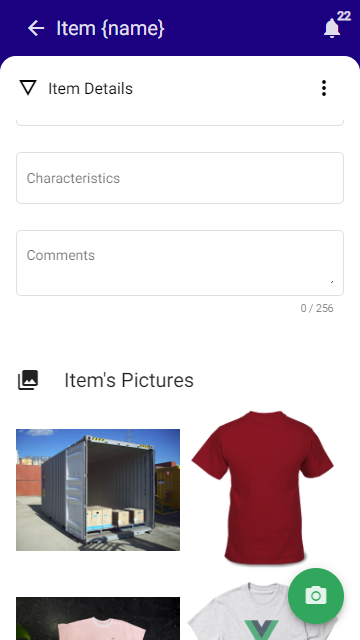 Item {name}
22
Item Details
Characteristics
Comments
0 / 256
Item's Pictures